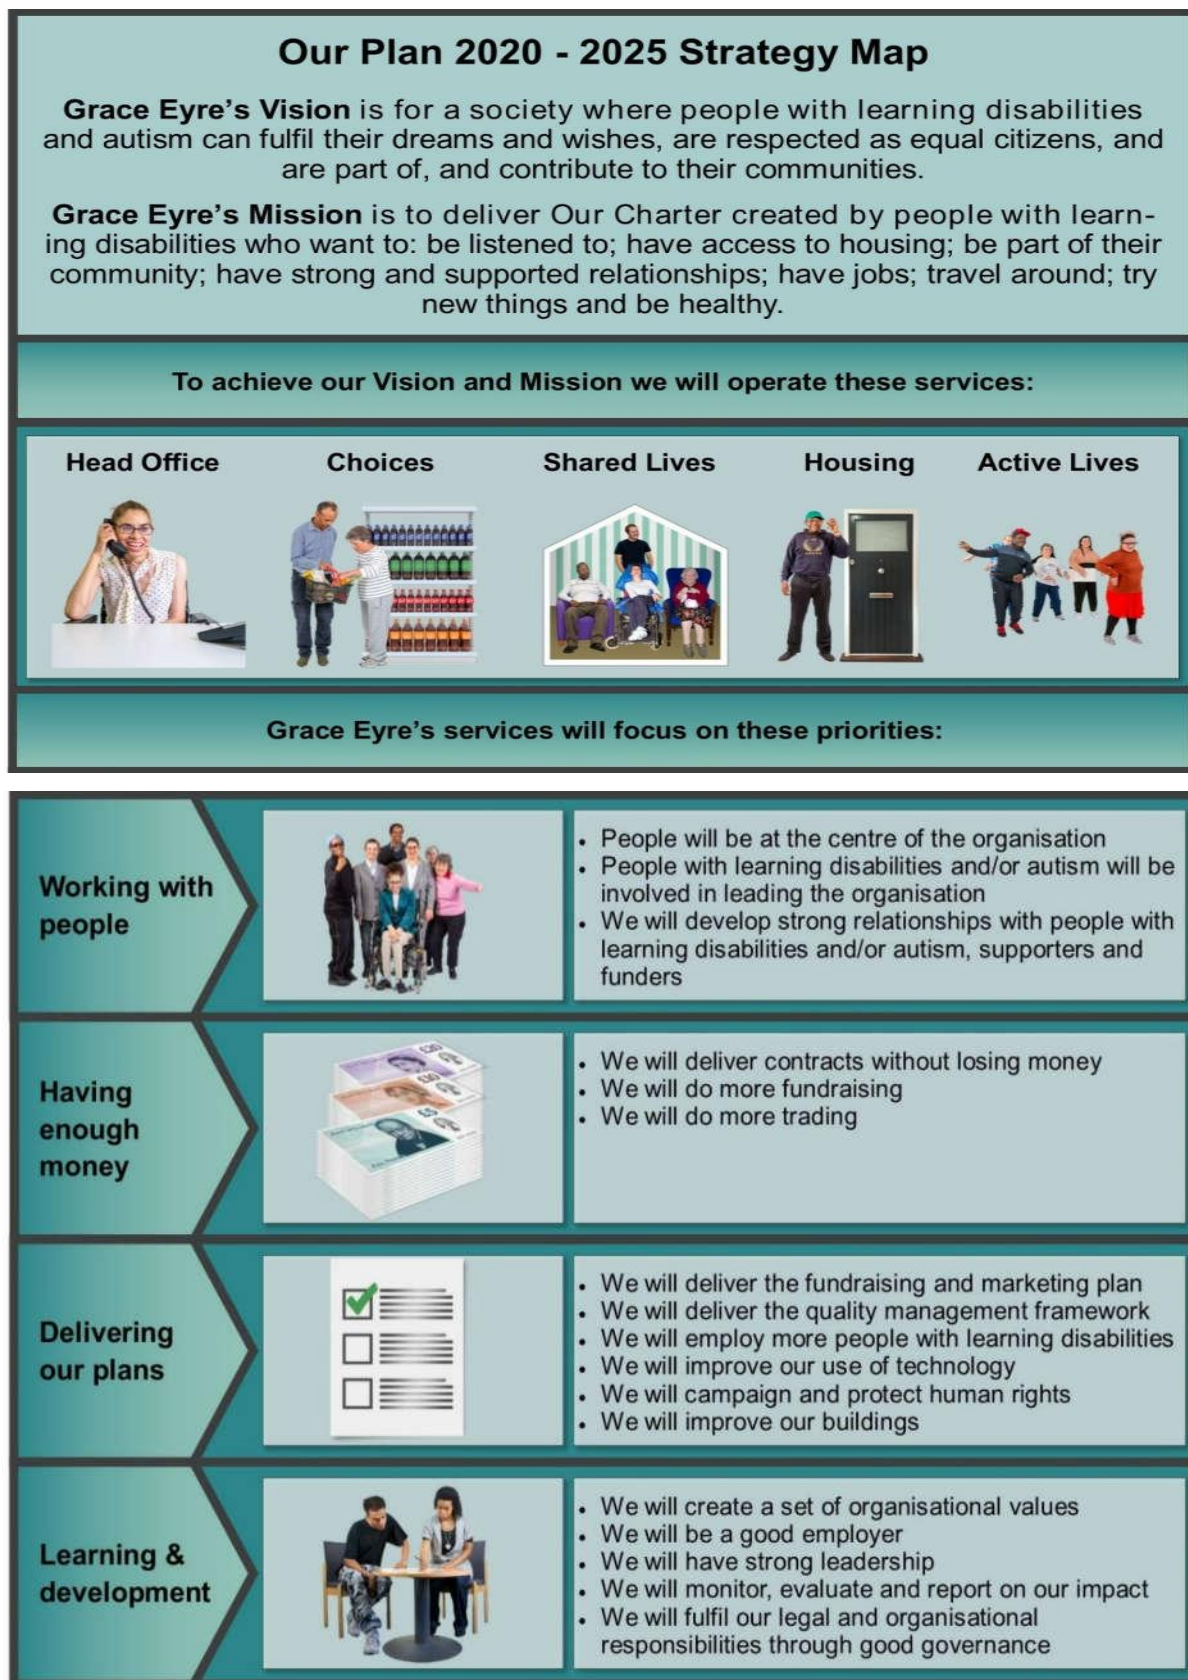 Our Plan 2020 - 2025 Strategy Map
Grace Eyre's Vision is for a society where people with learning disabilities
and autism can fulfil their dreams and wishes, are respected as equal citizens, and
are part of, and contribute to their communities.
Grace Eyre's Mission is to deliver Our Charter created by people with learn-
ing disabilities who want to: be listened to; have access to housing; be part of their
community; have strong and supported relationships; have jobs; travel around; try
new things and be healthy.
To achieve our Vision and Mission we will operate these services:
Head Office
Choices
Shared Lives
Housing
Active Lives
Grace Eyre's services will focus on these priorities:
Working with
people
• People will be at the centre of the organisation
• People with learning disabilities and/or autism will be
involved in leading the organisation
• We will develop strong relationships with people with
learning disabilities and/or autism, supporters and
funders
Having
enough
money
£20
£10
£5
• We will deliver contracts without losing money
• We will do more fundraising
• We will do more trading
Delivering
our plans
• We will deliver the fundraising and marketing plan
• We will deliver the quality management framework
• We will employ more people with learning disabilities
• We will improve our use of technology
• We will campaign and protect human rights
• We will improve our buildings
Learning &
development
• We will create a set of organisational values
• We will be a good employer
• We will have strong leadership
• We will monitor, evaluate and report on our impact
• We will fulfil our legal and organisational
responsibilities through good governance